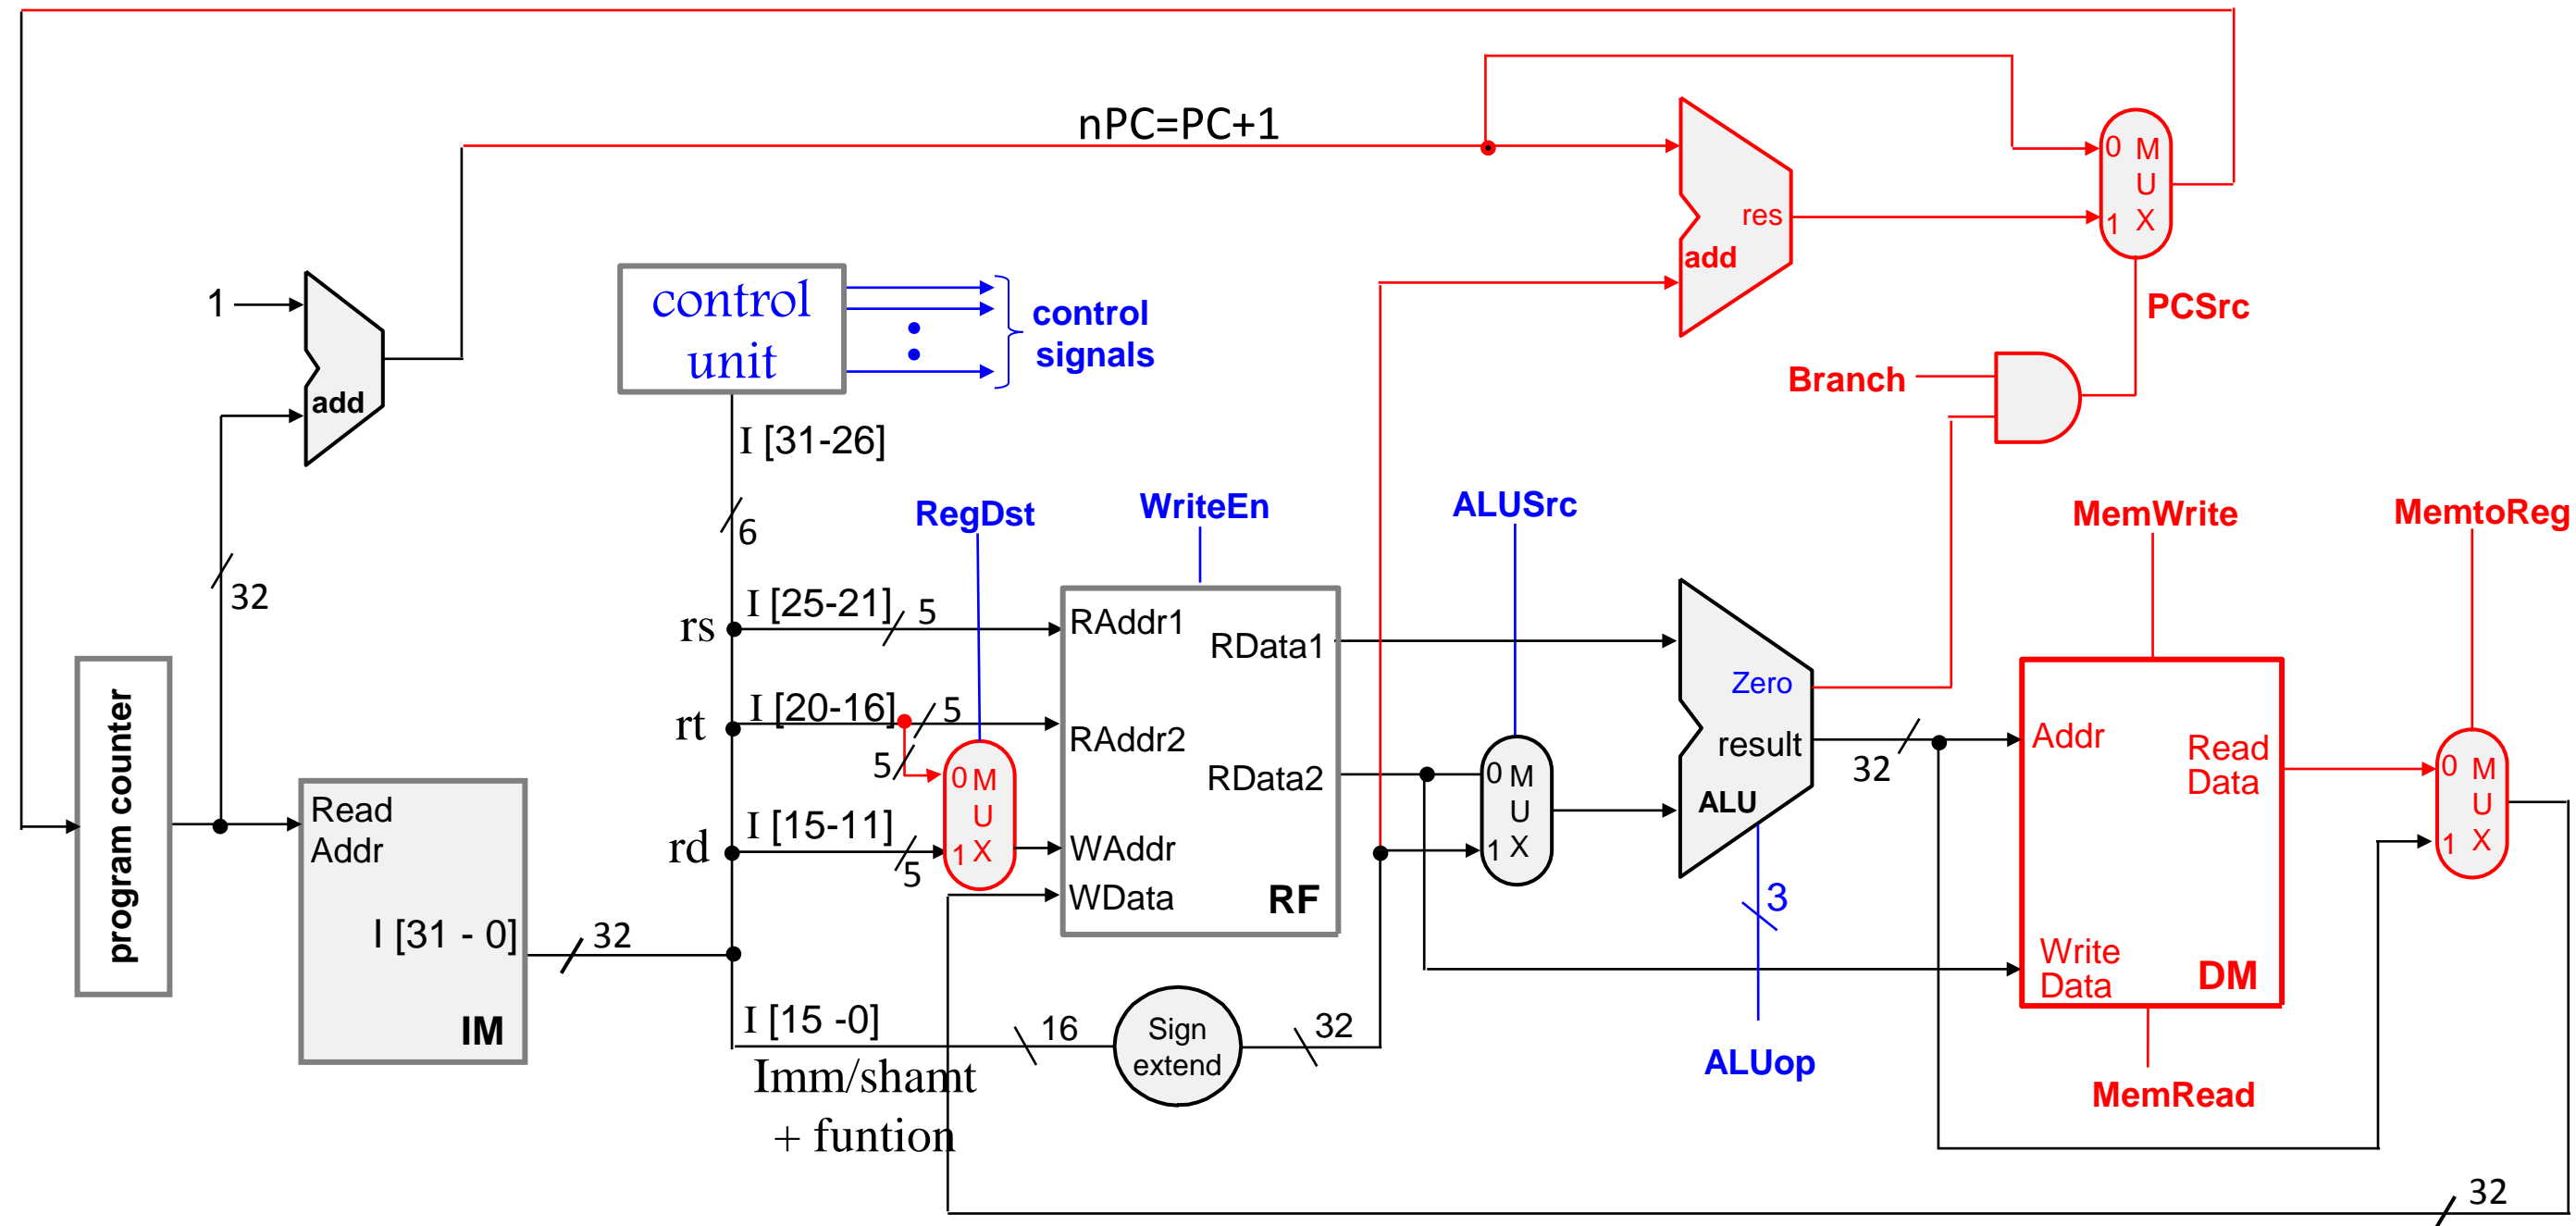 nPC=PC+1
0 M
U
1 X
res
add
PCSrc
1
add
control
unit
control
signals
Branch
I [31-26]
6
RegDst
WriteEn
ALUSrc
MemWrite
MemtoReg
32
rs
I [25-21]
5
RAddr1
RData1
rt
I [20-16]
5
5
RAddr2
RData2
0 M
U
1 X
rd
I [15-11]
5
WAddr
WData
RF
0 M
U
1 X
Zero
result
ALU
3
ALUop
32
Addr
Read
Data
Write
Data
DM
MemRead
0 M
U
1 X
program counter
Read
Addr
I [31 - 0]
IM
32
I [15 -0]
16
Sign
extend
32
Imm/shamt
+ funtion
32